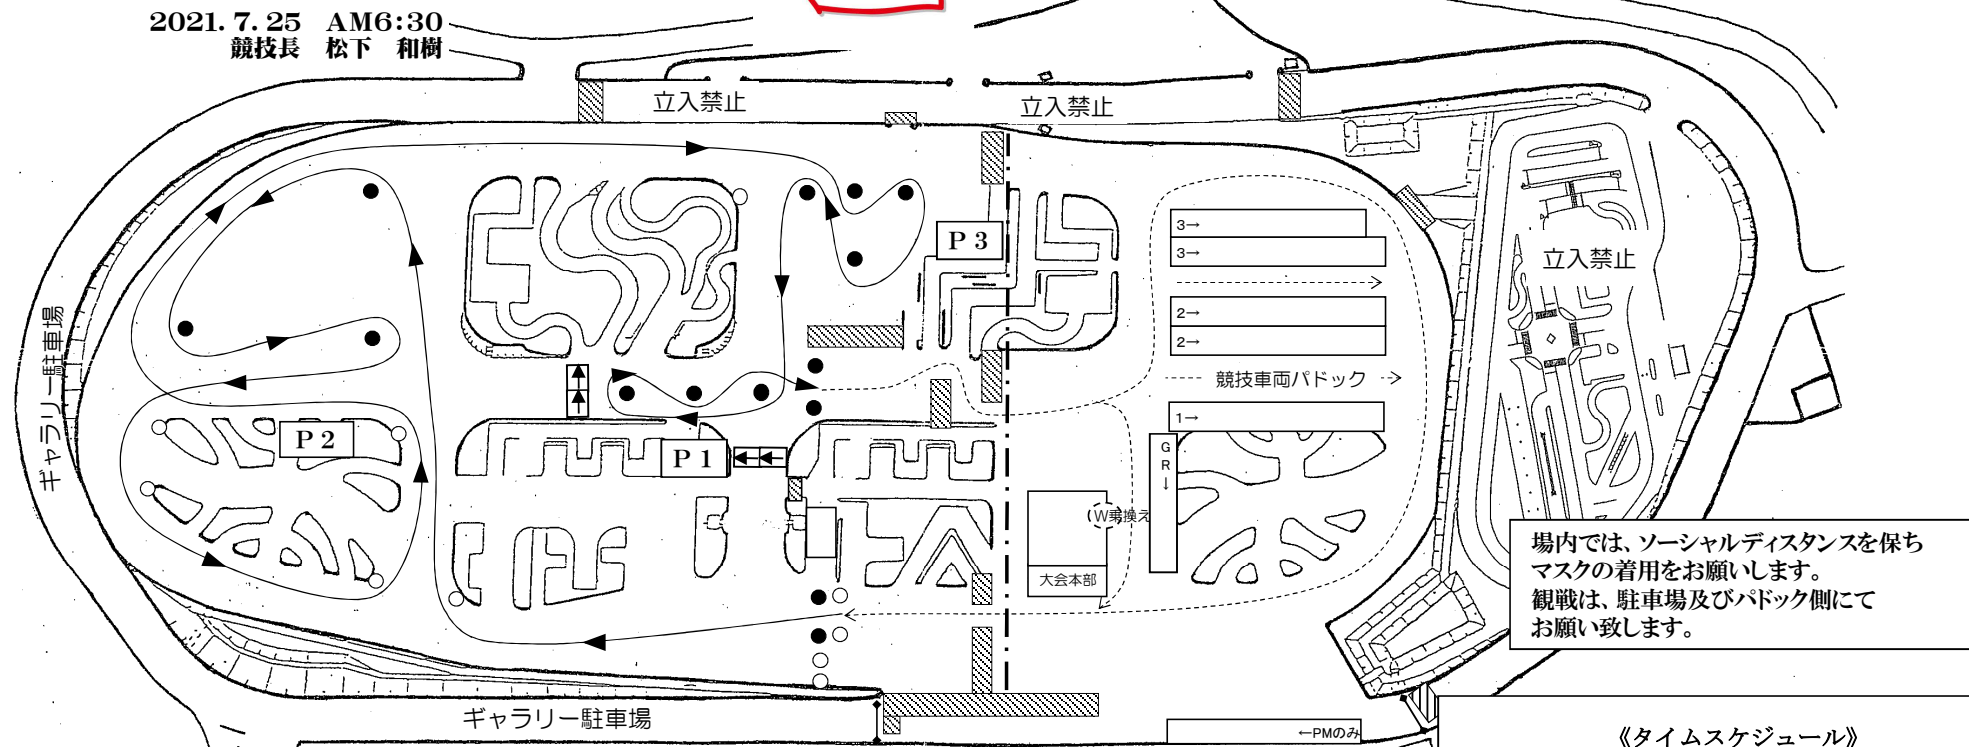 2021. 7. 25　AM6:30
競技長　松下　和樹
立入禁止
立入禁止
立入禁止
ギャラリー駐車場
P 3
3→
3→
2→
2→
競技車両パドック
1→
P 2
P 1
GR↓
W乗換え
大会本部
場内では、ソーシャルディスタンスを保ち
マスクの着用をお願いします。
観戦は、駐車場及びパドック側にて
お願い致します。
ギャラリー駐車場
←PMのみ
《タイムスケジュール》